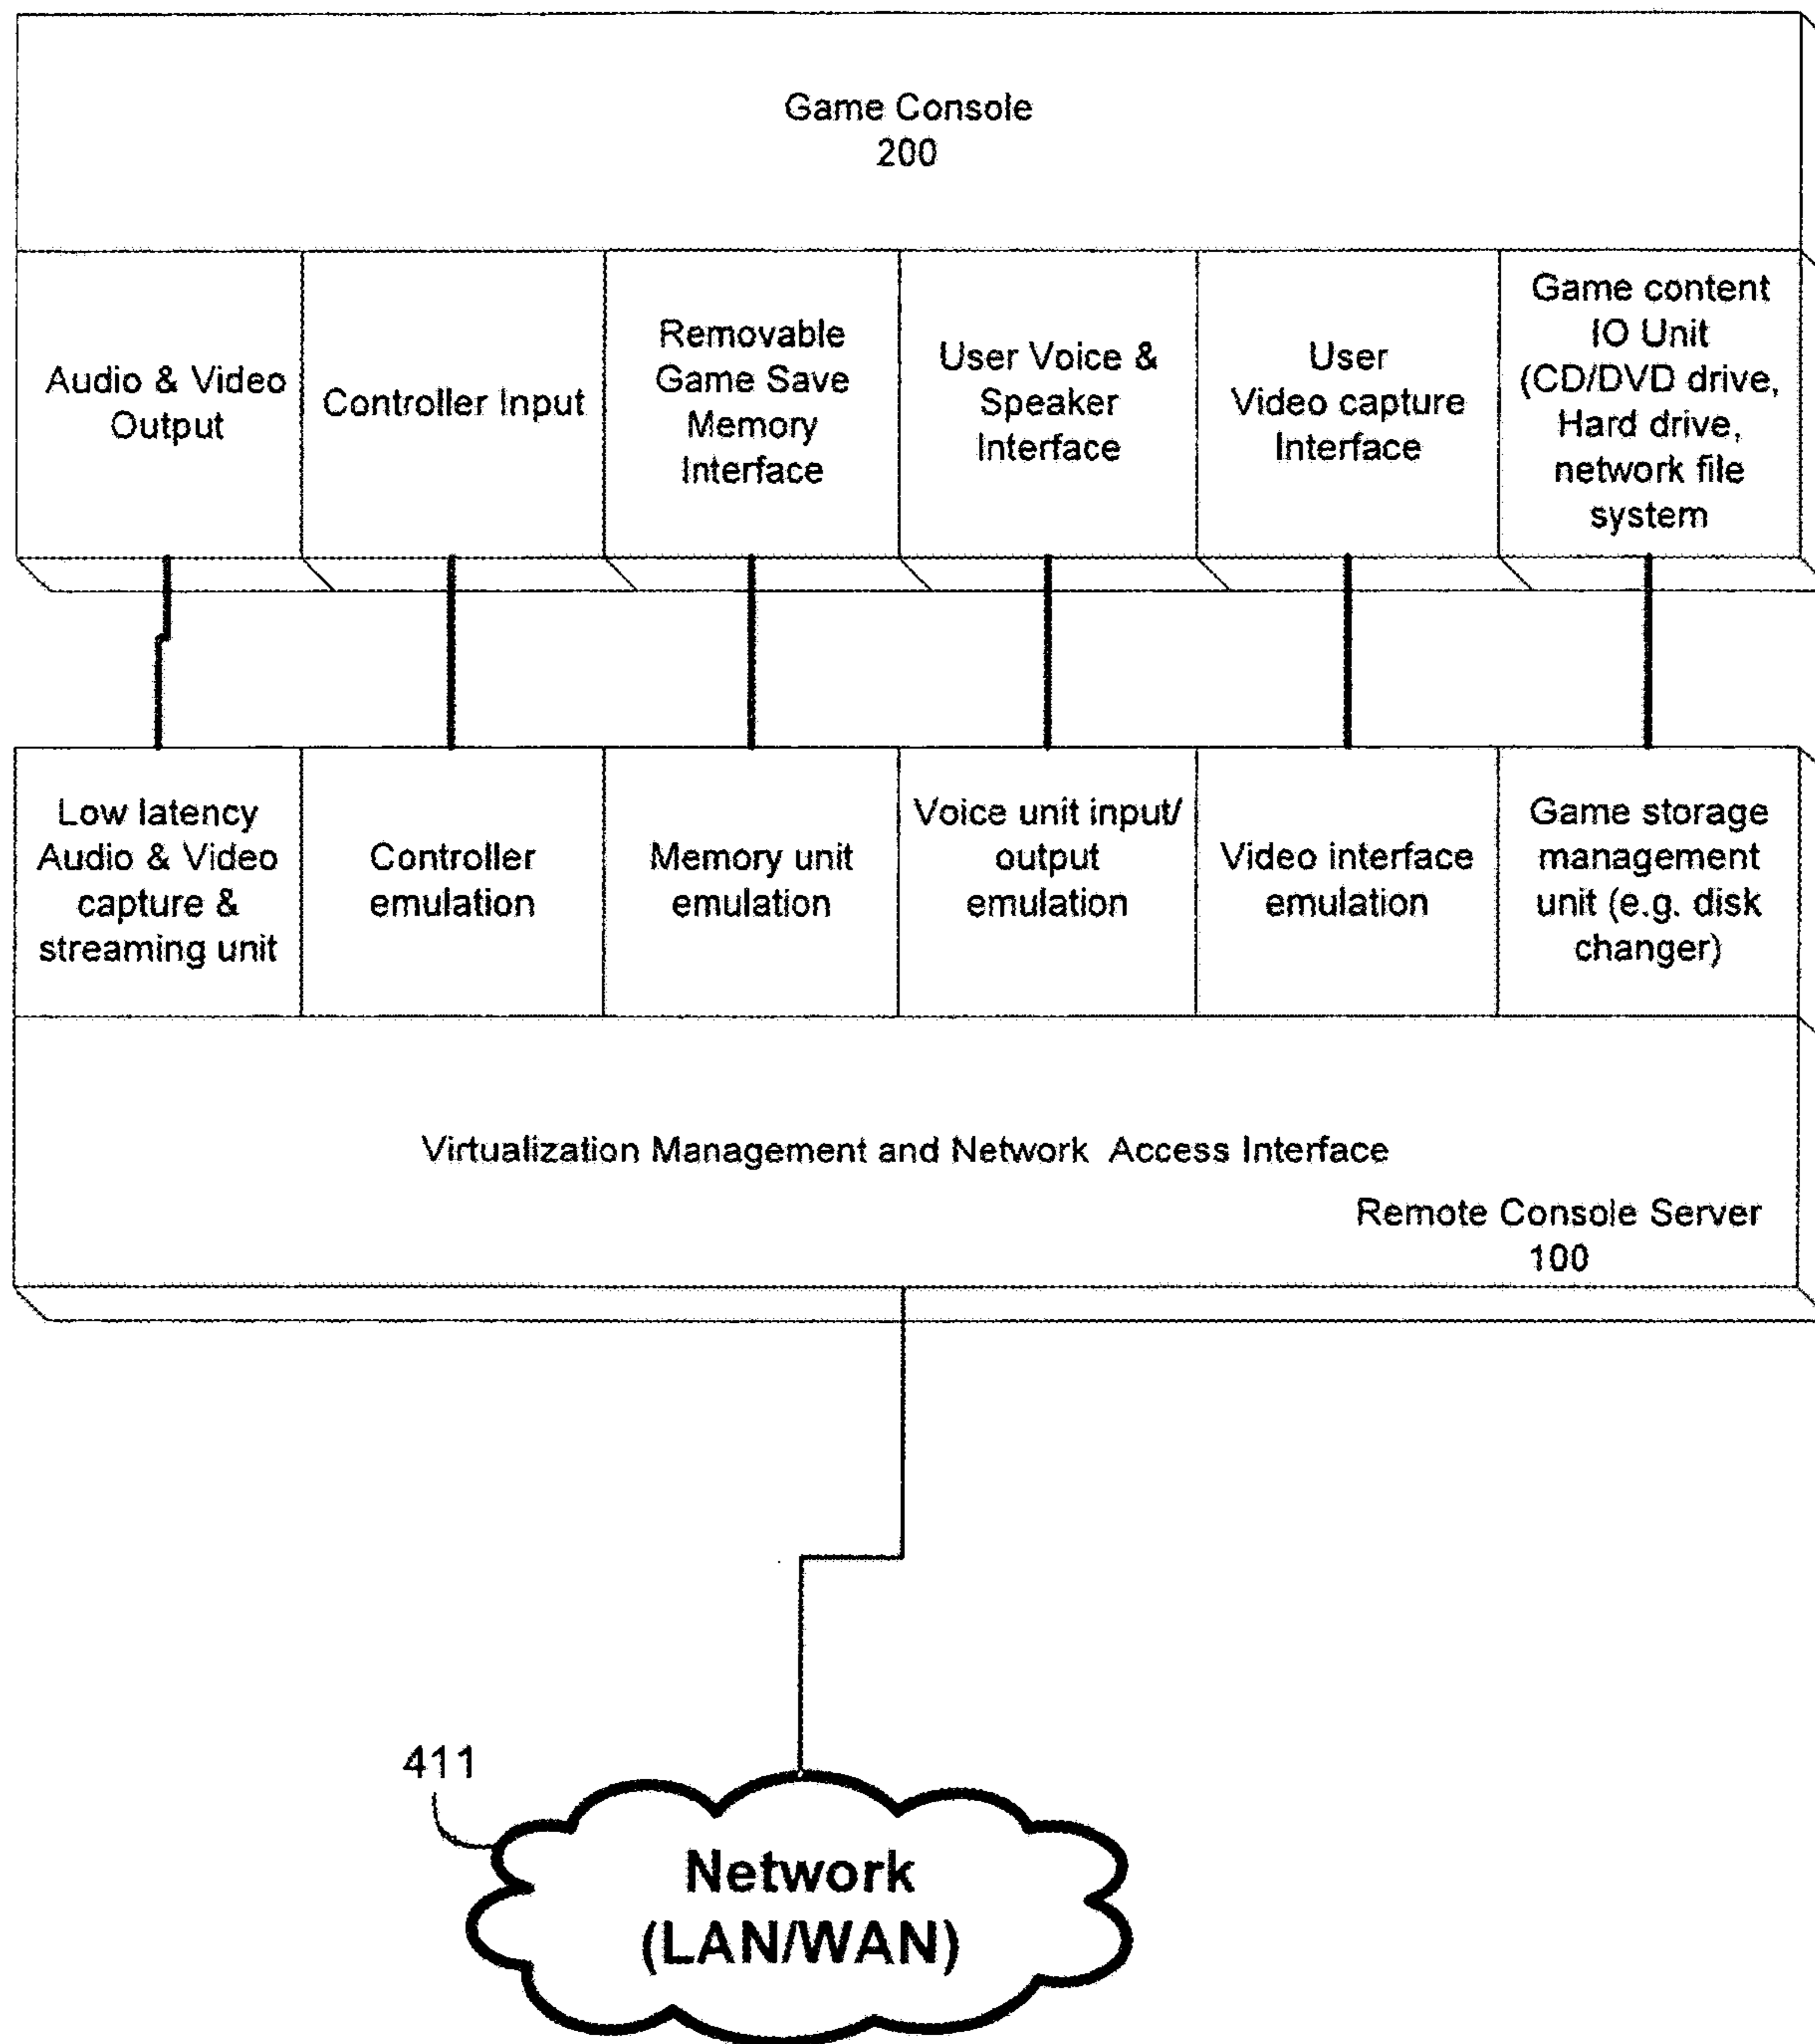 Game Console
200
Audio & Video
Output
Controller Input
Removable
Game Save
Memory
Interface
User Voice &
Speaker
Interface
User
Video capture
Interface
Game content
IO Unit
(CD/DVD drive,
Hard drive,
network file
system
Low latency
Audio & Video
capture &
streaming unit
Controller
emulation
Memory unit
emulation
Voice unit input/
output
emulation
Video interface
emulation
Game storage
management
unit (e.g. disk
changer)
Virtualization Management and Network Access Interface
Remote Console Server
100
411
Network
(LAN/WAN)